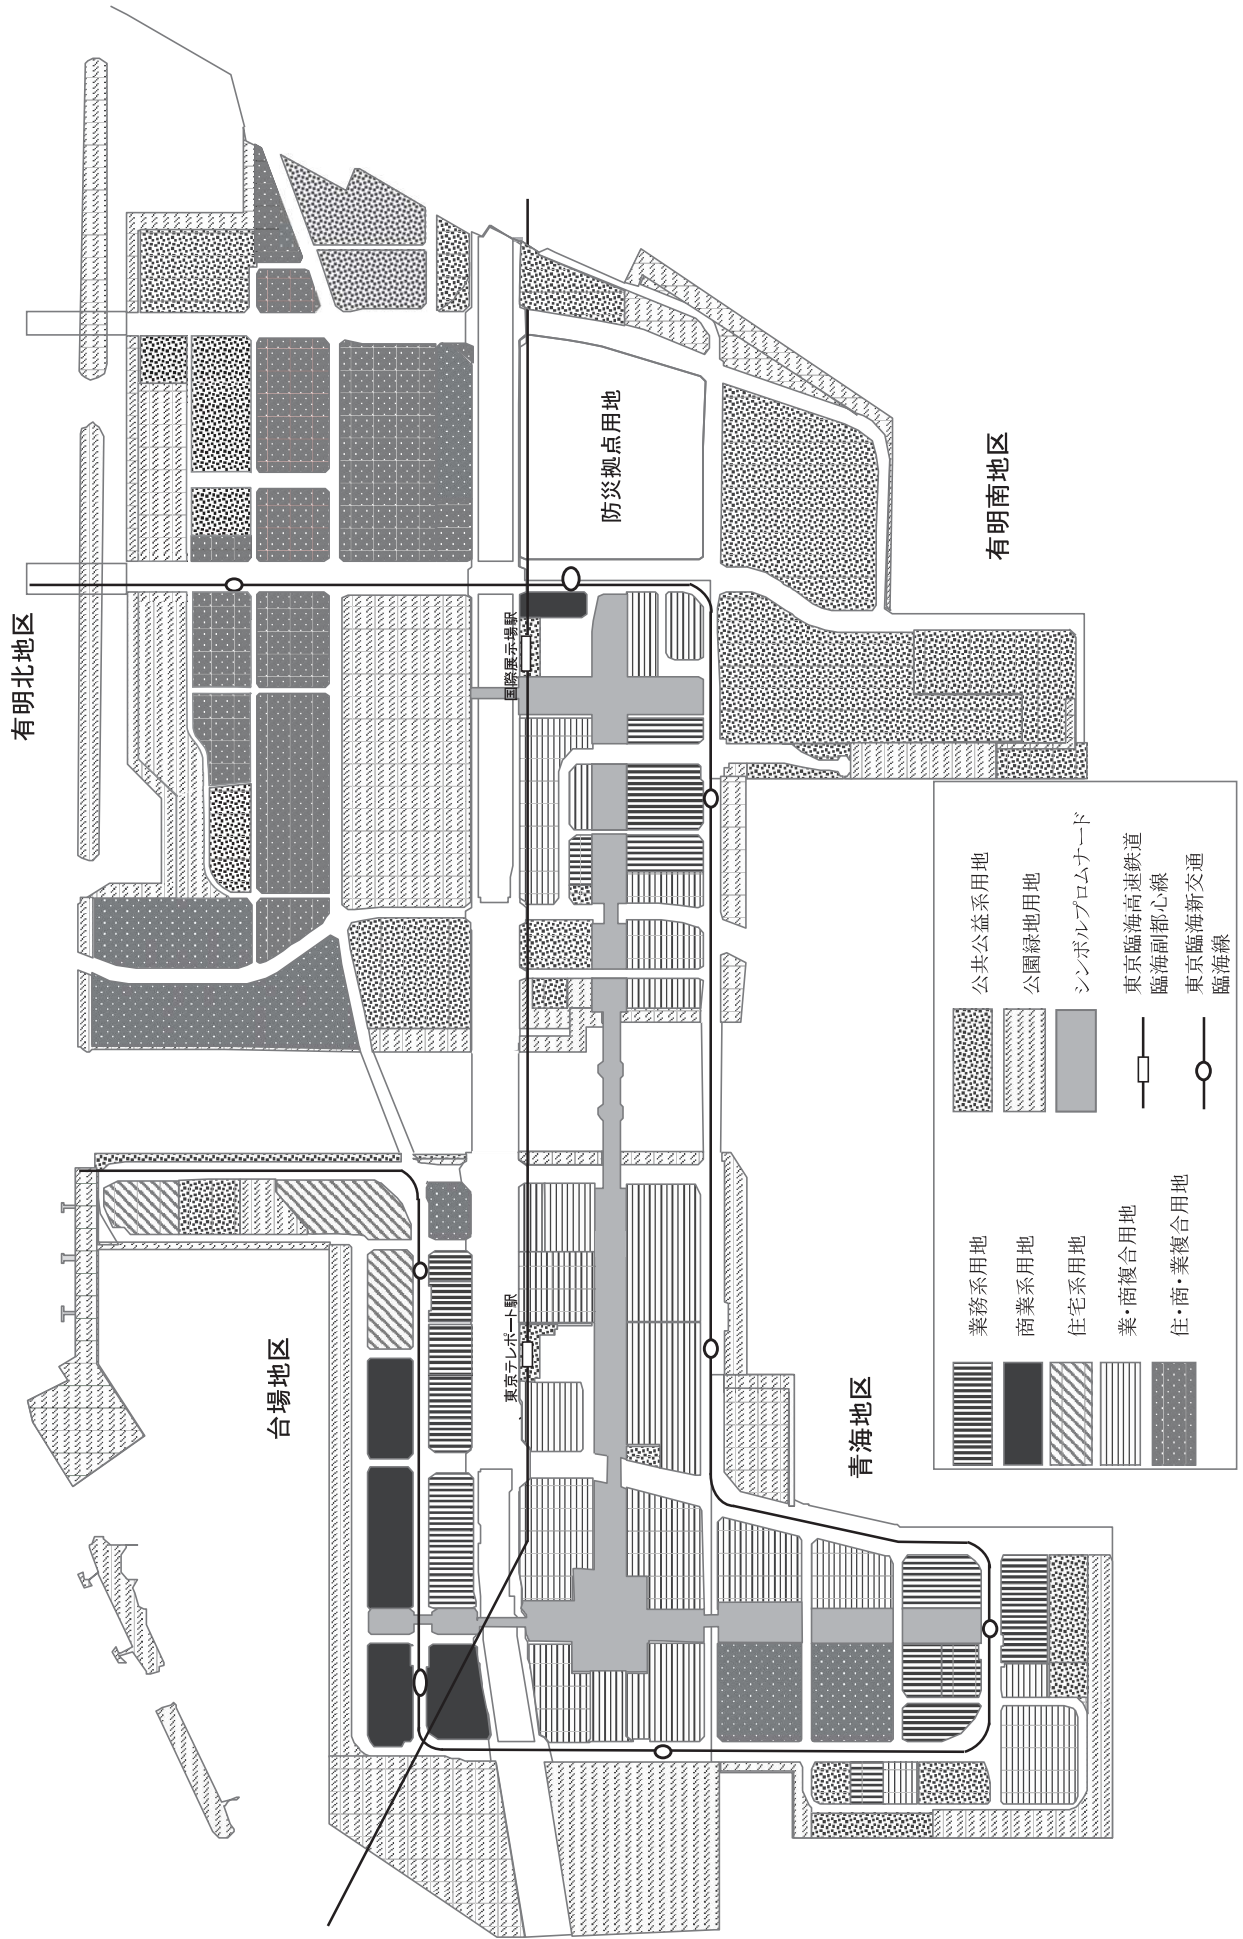 有明北地区
有明南地区
防災拠点用地
国際展示場駅
台場地区
東京テレポート駅
青海地区
業務系用地
商業系用地
住宅系用地
業・商複合用地
住・商・業複合用地
公共公益系用地
公園緑地用地
シンボルプロムナード
東京臨海高速鉄道
臨海副都心線
東京臨海新交通
臨海線